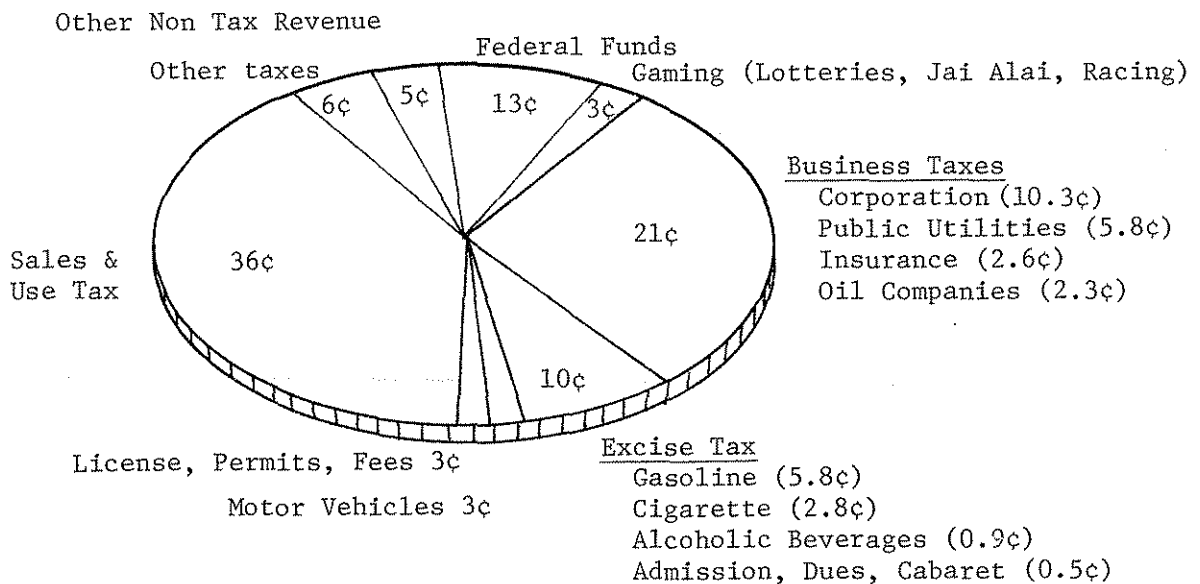 Other Non Tax Revenue
Federal Funds
Other taxes
Gaming (Lotteries, Jai Alai, Racing)
6¢
5¢
13¢
3¢
Business Taxes
Corporation (10.3¢)
Public Utilities (5.8¢)
Insurance (2.6¢)
Oil Companies (2.3¢)
21¢
Sales &
Use Tax
36¢
10¢
License, Permits, Fees 3¢
Motor Vehicles 3¢
Excise Tax
Gasoline (5.8¢)
Cigarette (2.8¢)
Alcoholic Beverages (0.9¢)
Admission, Dues, Cabaret (0.5¢)